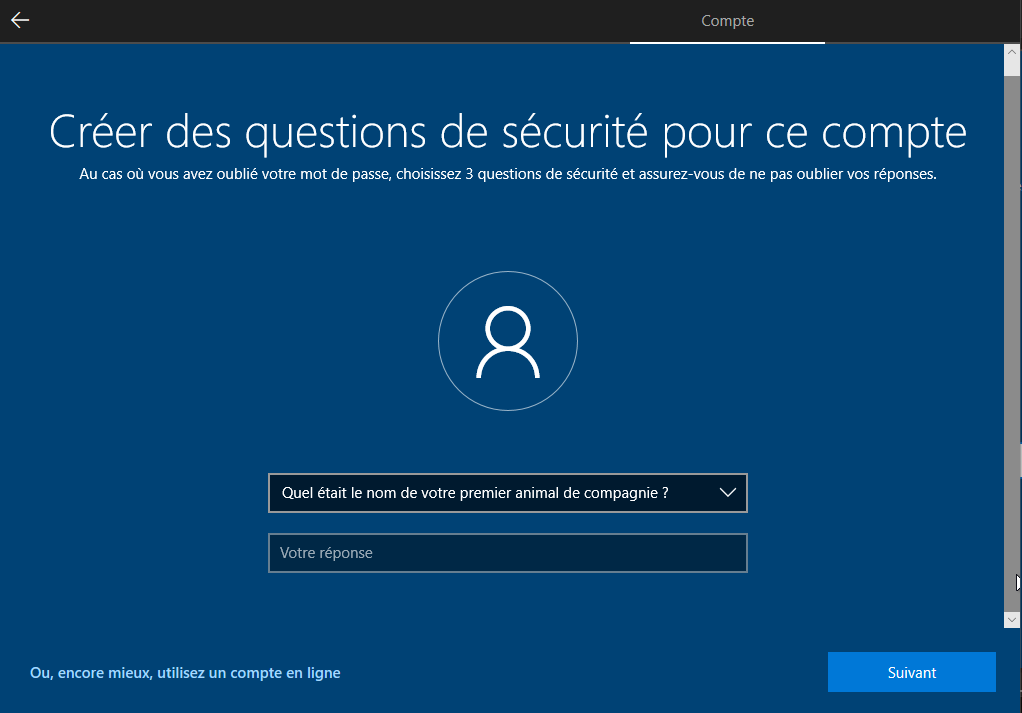 Compte
Créer des questions de sécurité pour ce compte
Au cas où vous avez oublié votre mot de passe, choisissez 3 questions de sécurité et assurez-vous de ne pas oublier vos réponses.
Quel était le nom de votre premier animal de compagnie ?
Votre réponse
Ou, encore mieux, utilisez un compte en ligne
Suivant